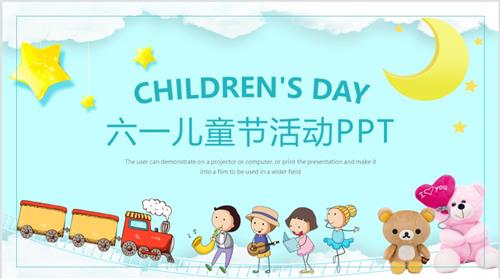 CHILDREN'S DAY
六一儿童节活动PPT
The user can demonstrate on a projector or computer, or print the presentation and make it
into a film to be used in a wider field
I ♥ you